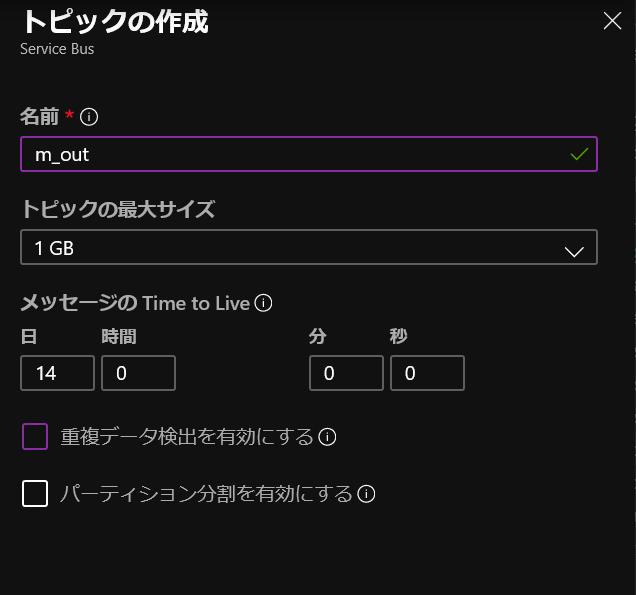 トピックの作成
Service Bus
名前 *
m_out
トピックの最大サイズ
1 GB
メッセージの Time to Live
日 時間 分 秒
14 0 0 0
重複データ検出を有効にする
パーティション分割を有効にする